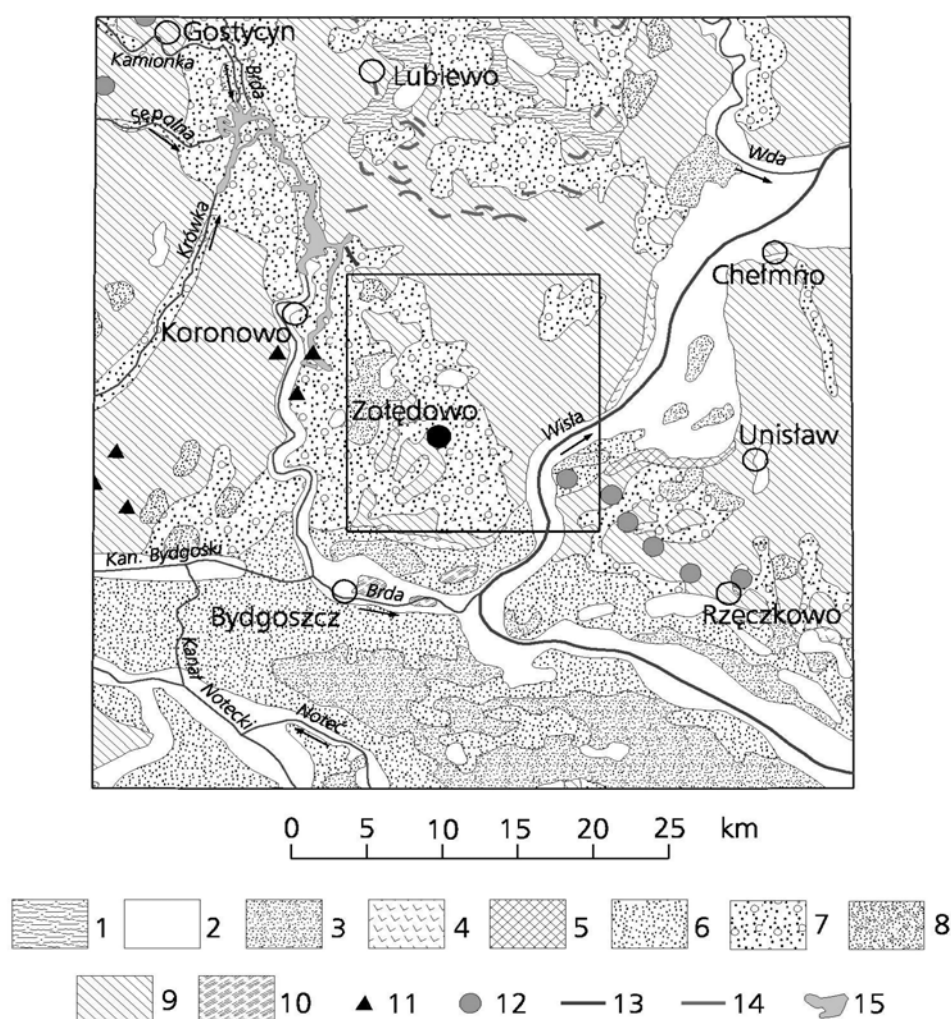 Gostycyn
Kamionka
Brda
Lubiewo
Sępolna
Wda
Krówka
Chełmno
Koronowo
Żołędowo
Wisła
Unisław
Kan. Bydgoski
Brda
Bydgoszcz
Rzęczkowo
Kanał
Notecki
Noteć
0 5 10 15 20 25 km
1 2 3 4 5 6 7 8
9 10 11 12 13 14 15